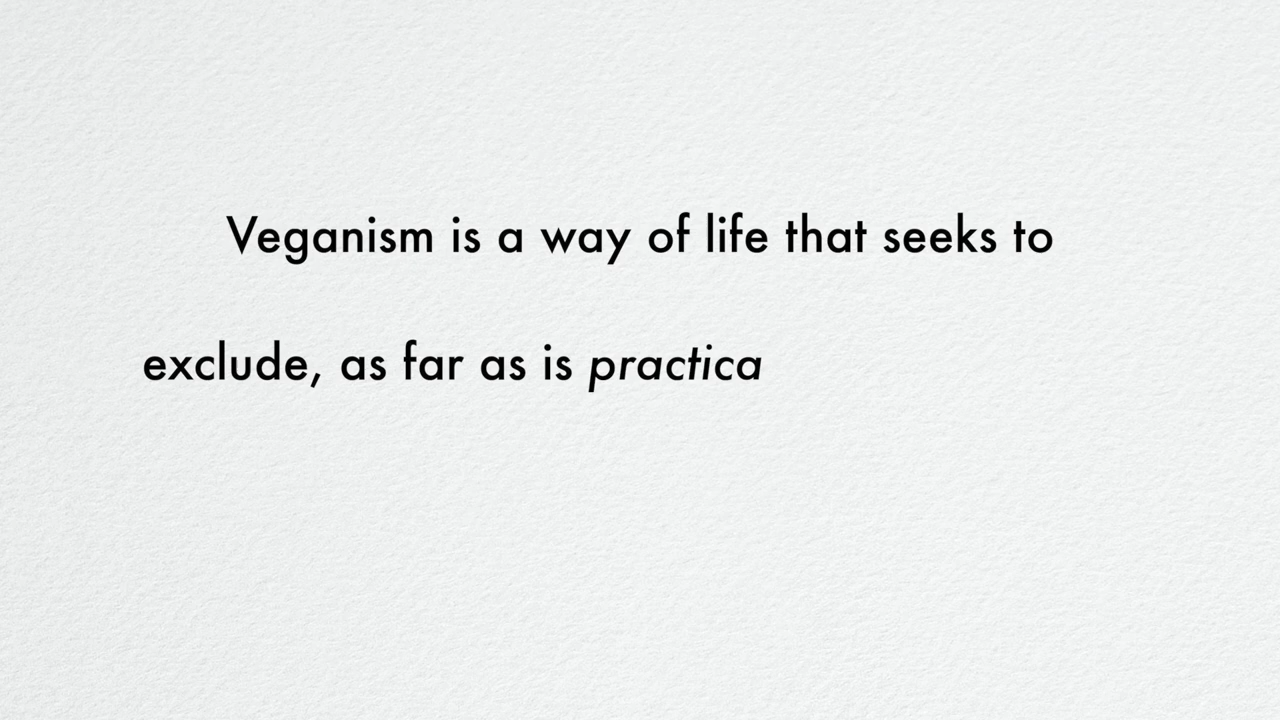 Veganism is a way of life that seeks to
exclude, as far as is practica